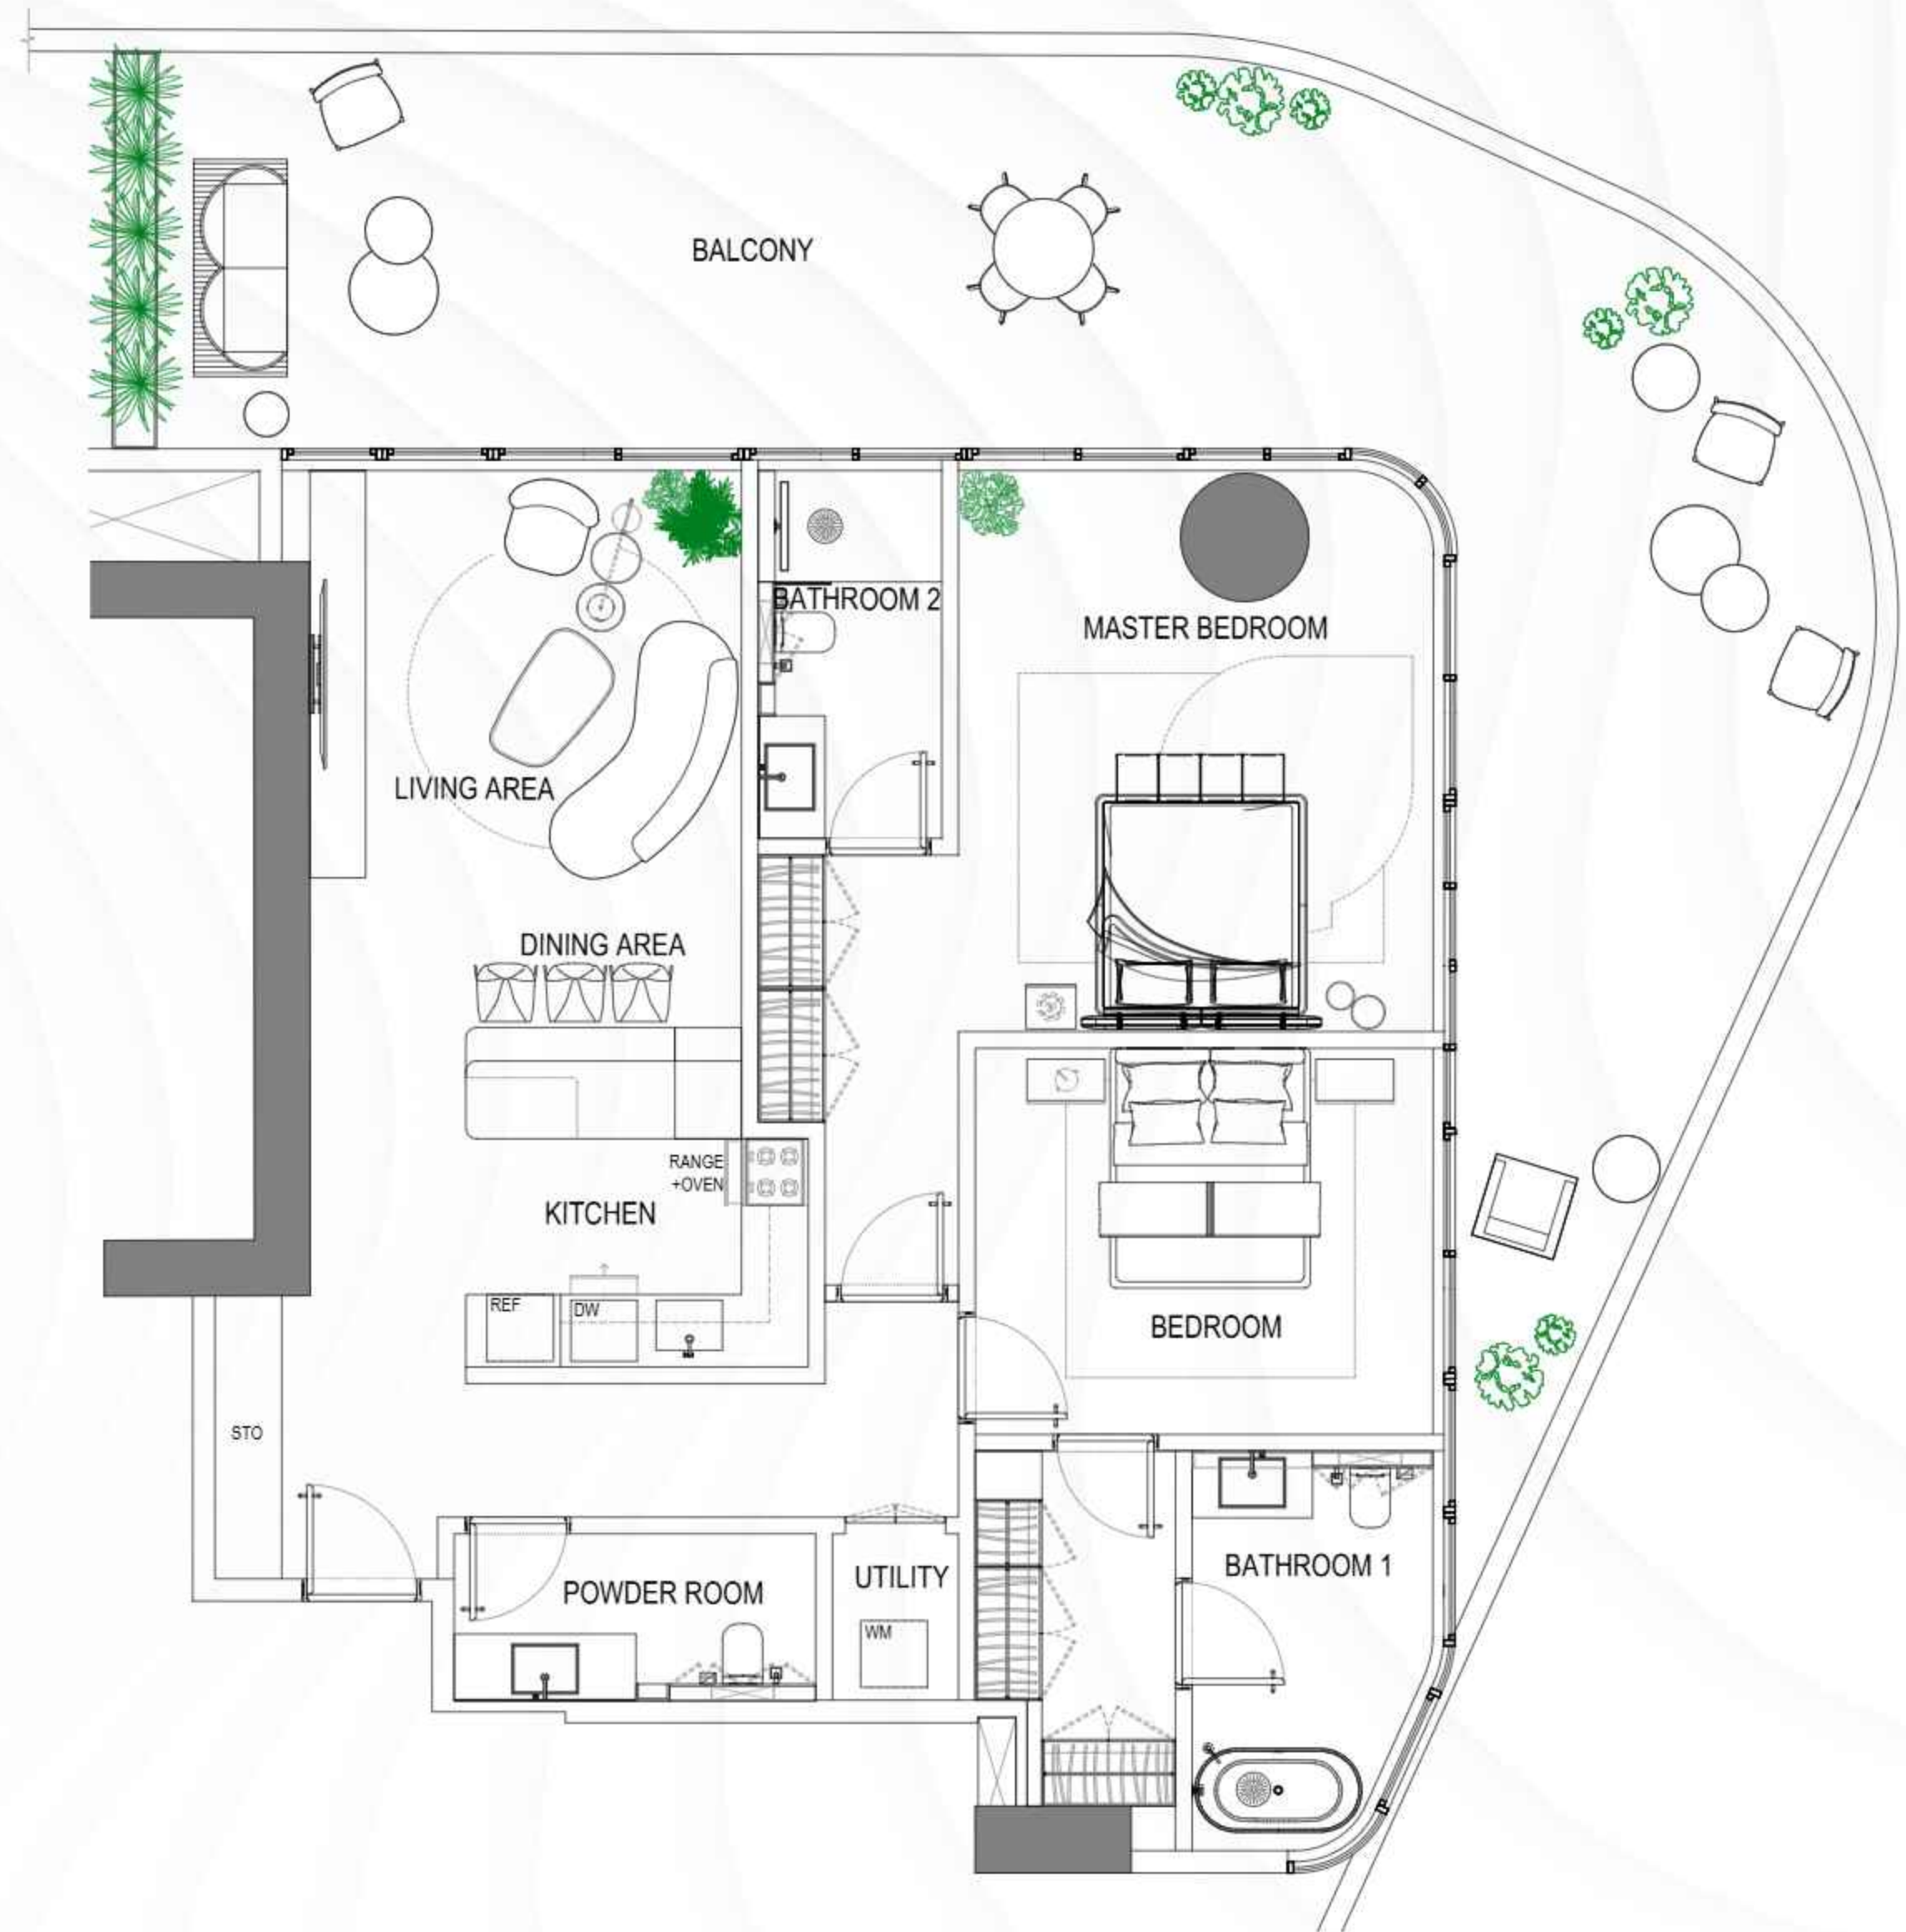 BALCONY
BATHROOM 2
MASTER BEDROOM
LIVING AREA
DINING AREA
RANGE
+OVEN
KITCHEN
REF
DW
BEDROOM
STO
BATHROOM 1
UTILITY
POWDER ROOM
WM